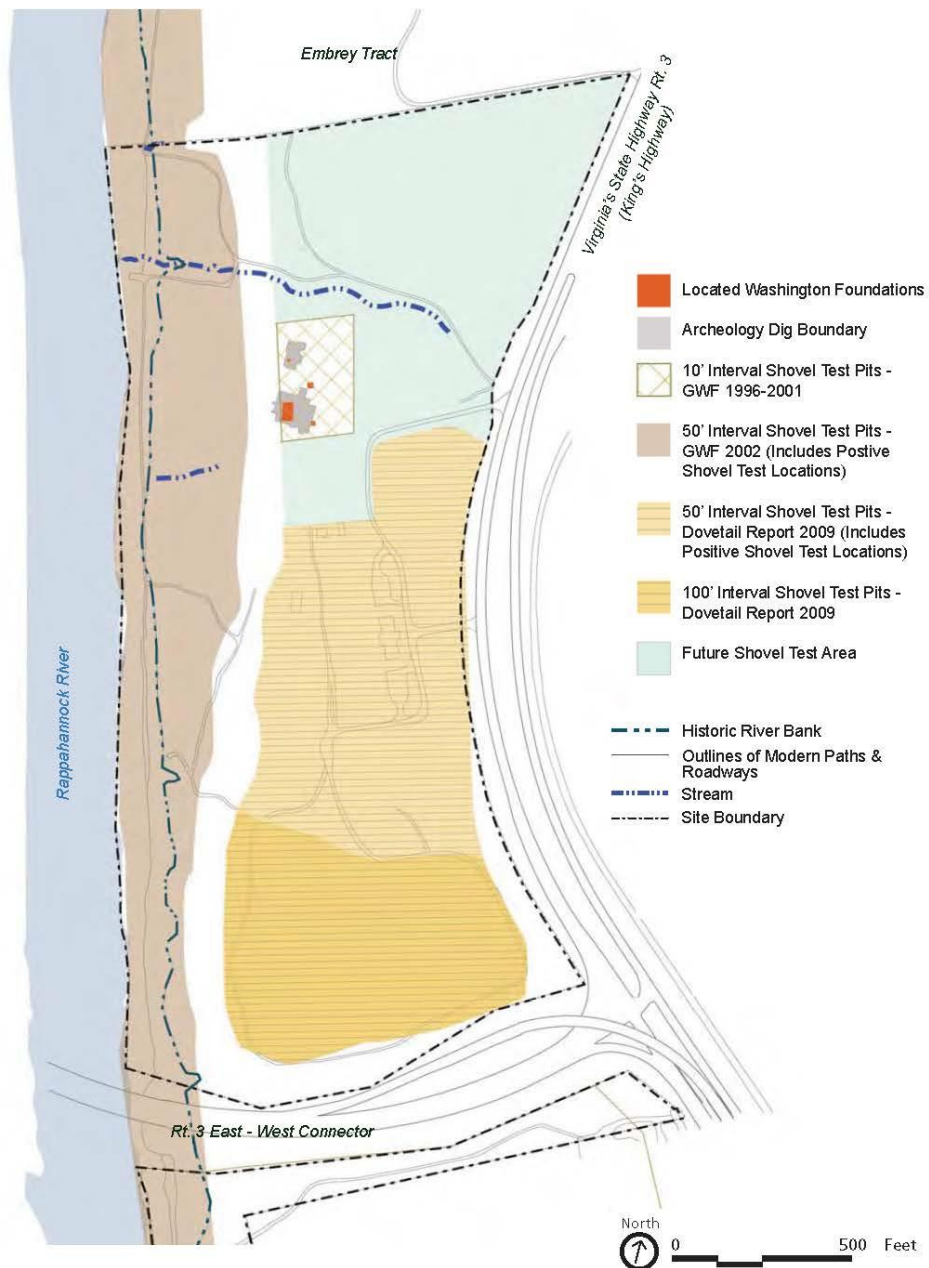 Embrey Tract
Virginia's State Highway Rt. 3
(King's Highway)
Located Washington Foundations
Archeology Dig Boundary
10' Interval Shovel Test Pits -
GWF 1996-2001
50' Interval Shovel Test Pits -
GWF 2002 (Includes Postive
Shovel Test Locations)
50' Interval Shovel Test Pits -
Dovetail Report 2009 (Includes
Positive Shovel Test Locations)
100' Interval Shovel Test Pits -
Dovetail Report 2009
Future Shovel Test Area
Rappahannock River
Historic River Bank
Outlines of Modern Paths &
Roadways
Stream
Site Boundary
Rt. 3 East - West Connector
North
0 500 Feet